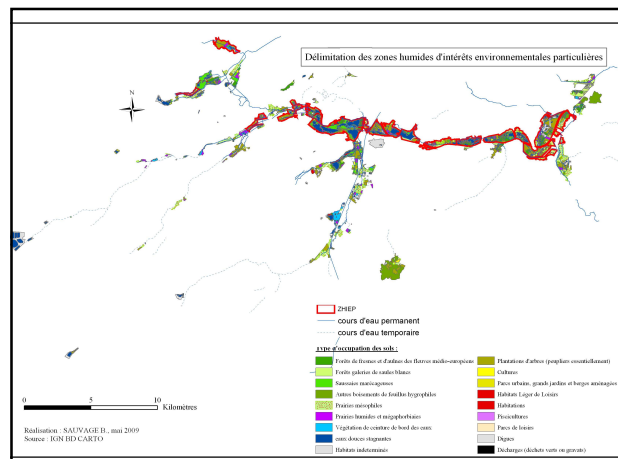 Délimitation des zones humides d'intérêts environnementales particulières
N
ZHIEP
cours d'eau permanent
cours d'eau temporaire
Type d'occupation des sols :
Forêts de fresnes et d'aulnes des fleuves médio-européens
Forêts galeries de saules blancs
Saussaies marécageuses
Autres boisements de feuillus hygrophiles
Prairies mésophiles
Prairies humides et mégaphorbiaies
Végétation de ceinture de bord des eaux
eaux douces stagnantes
Habitats indeterminés
Plantations d'arbres (peupliers essentiellement)
Cultures
Parcs urbains, grands jardins et berges aménagées
Habitats Léger de Loisirs
Habitations
Piscicultures
Parcs de loisirs
Digues
Décharges (déchets verts ou gravats)
0 5 10
Kilomètres
Réalisation : SAUVAGE B., mai 2009
Source : IGN BD CARTO